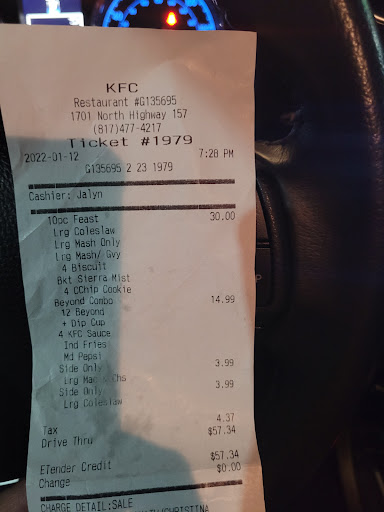 KFC
Restaurant #G135695
1701 North Highway 157
(817)477-4217
Ticket #1979
2022-01-12 7:28 PM
G135695 2 23 1979
Cashier: Jalyn
10pc Feast 30.00
Lrg Coleslaw
Lrg Mash Only
Lrg Mash/ Gvy
4 Biscuit
Bkt Sierra Mist
4 CChip Cookie
Beyond Combo 14.99
12 Beyond
+ Dip Cup
4 KFC Sauce
Ind Fries
Md Pepsi
Side Only 3.99
Lrg Mac Chs
Side Only 3.99
Lrg Coleslaw
Tax 4.37
Drive Thru $57.34
ETender Credit $57.34
Change $0.00
CHARGE DETAIL:SALE